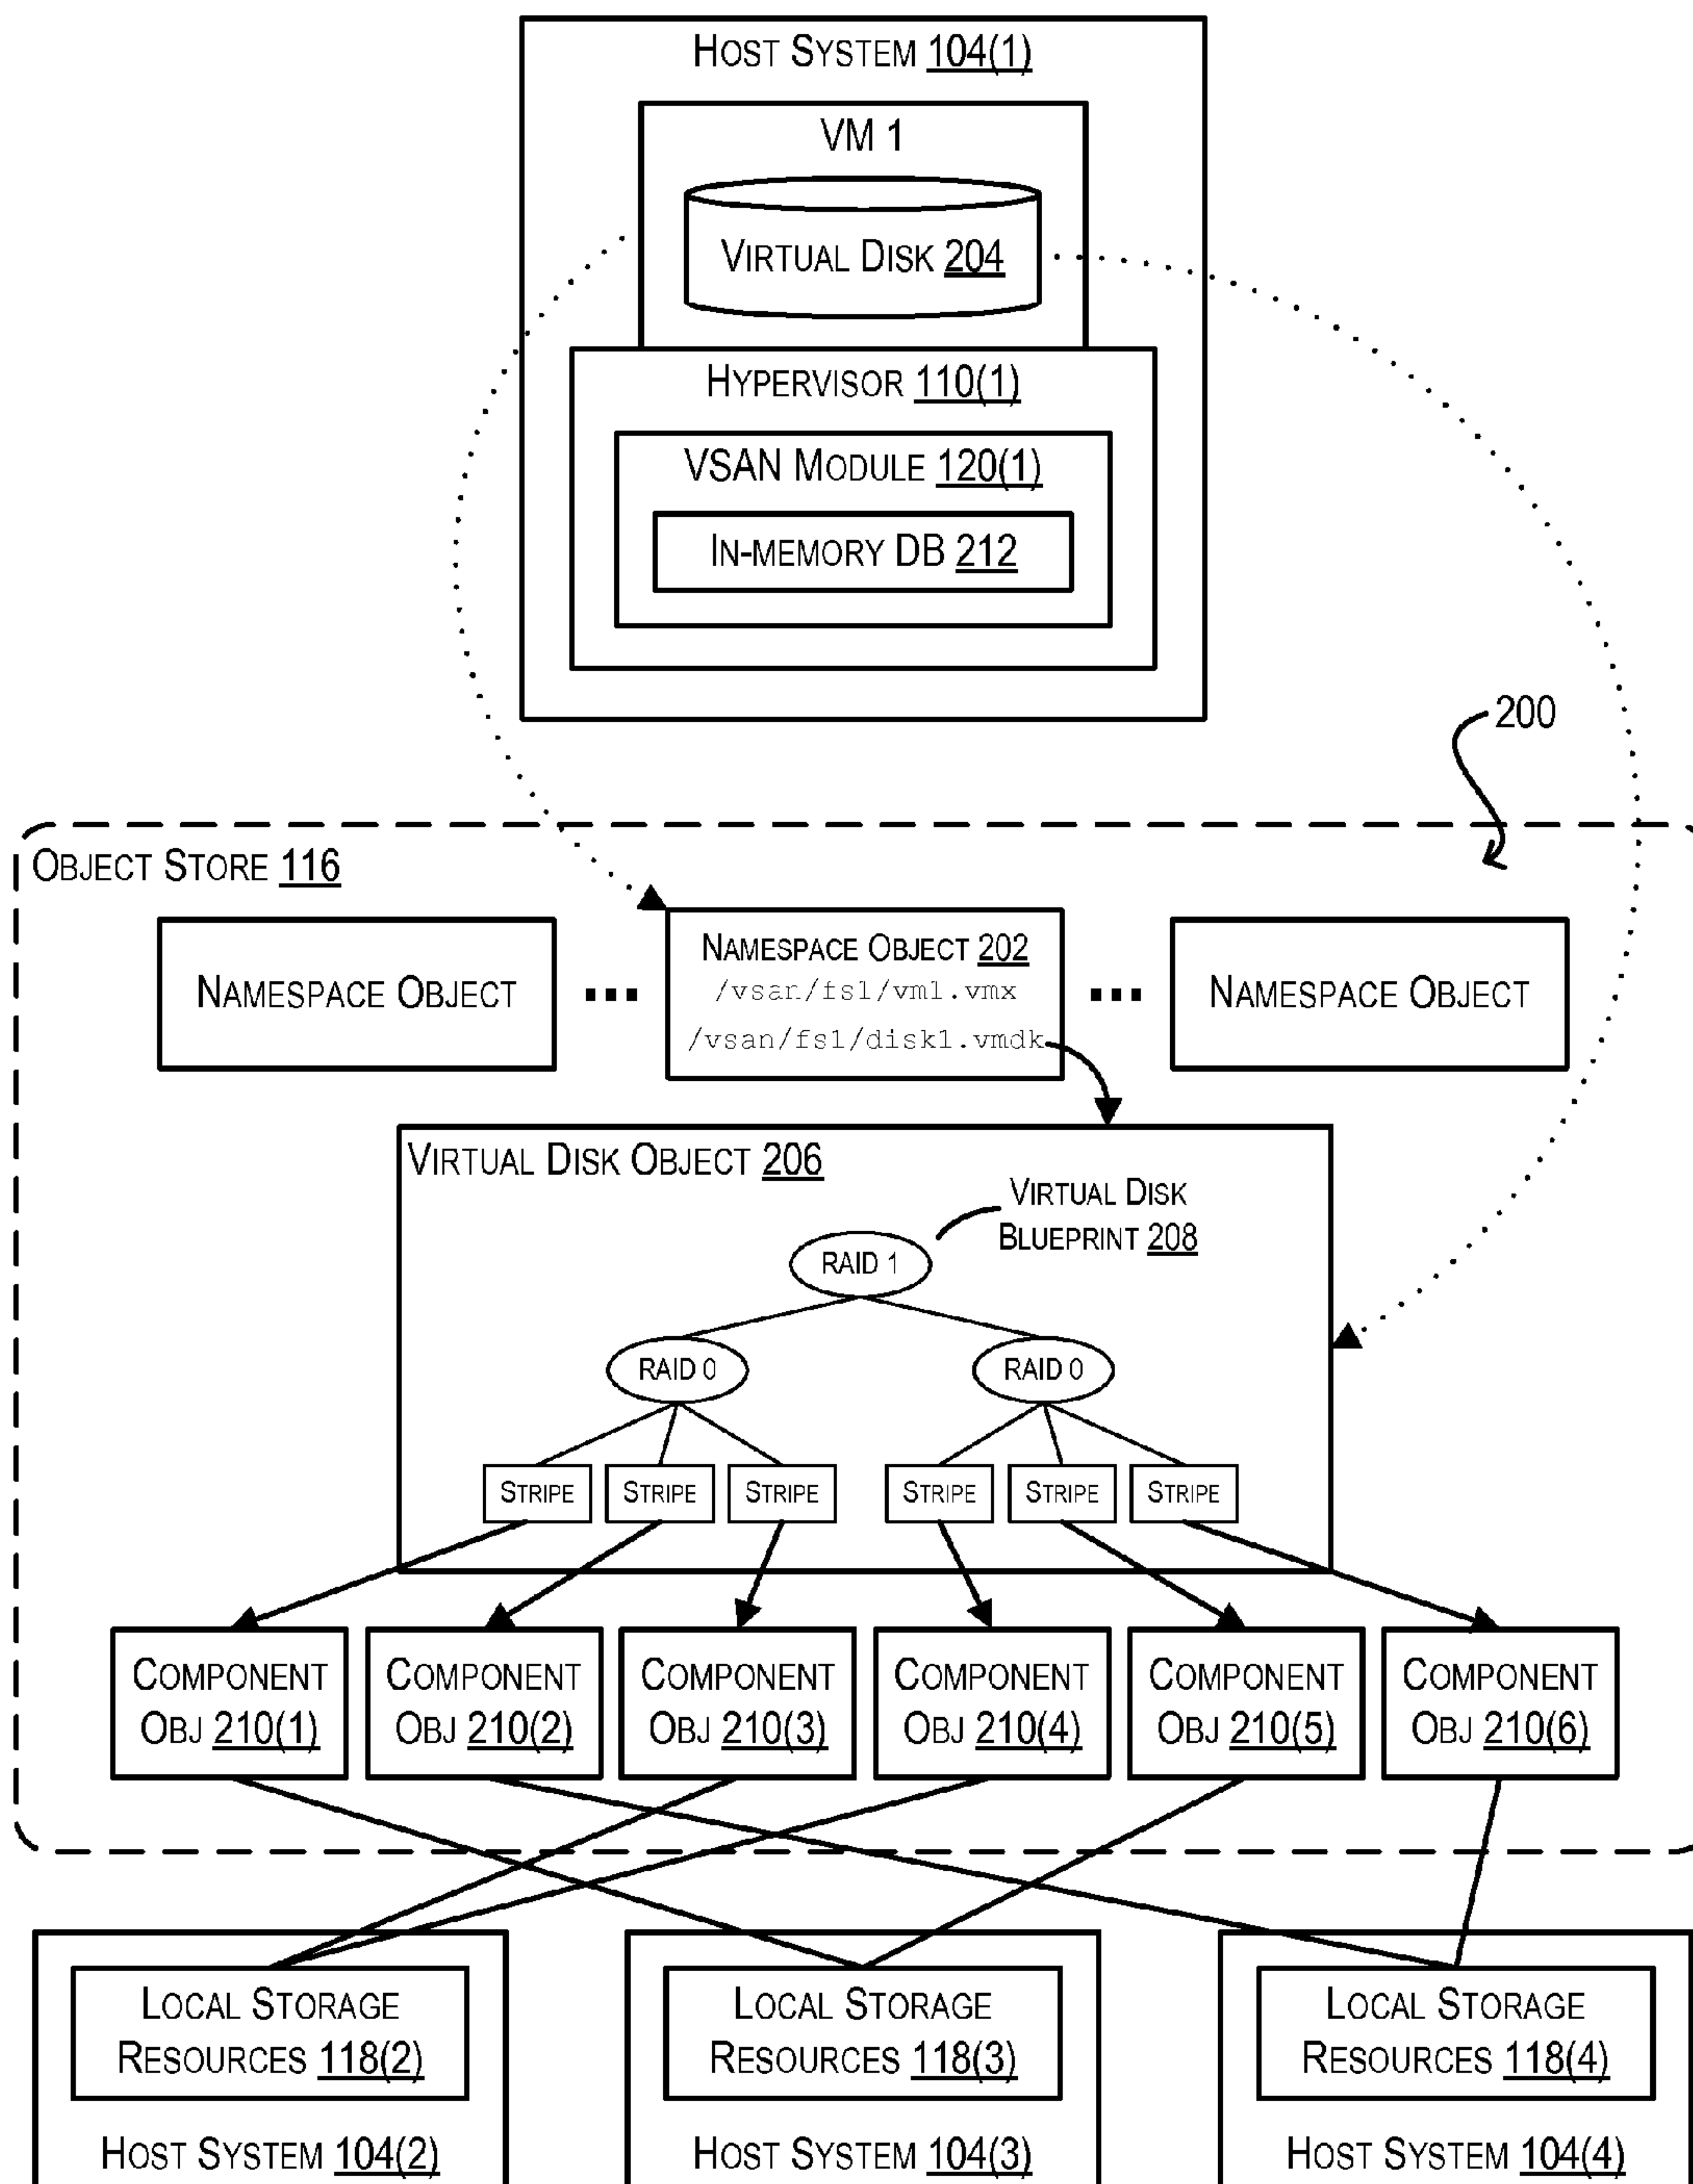 HOST SYSTEM 104(1)
VM 1
VIRTUAL DISK 204
HYPERVISOR 110(1)
VSAN MODULE 120(1)
IN-MEMORY DB 212
200
OBJECT STORE 116
NAMESPACE OBJECT
...
NAMESPACE OBJECT 202
/vsan/fs1/vm1.vmx
/vsan/fs1/disk1.vmdk
...
NAMESPACE OBJECT
VIRTUAL DISK OBJECT 206
VIRTUAL DISK
BLUEPRINT 208
RAID 1
RAID 0
RAID 0
STRIPE
STRIPE
STRIPE
STRIPE
STRIPE
STRIPE
COMPONENT
OBJ 210(1)
COMPONENT
OBJ 210(2)
COMPONENT
OBJ 210(3)
COMPONENT
OBJ 210(4)
COMPONENT
OBJ 210(5)
COMPONENT
OBJ 210(6)
LOCAL STORAGE
RESOURCES 118(2)
HOST SYSTEM 104(2)
LOCAL STORAGE
RESOURCES 118(3)
HOST SYSTEM 104(3)
LOCAL STORAGE
RESOURCES 118(4)
HOST SYSTEM 104(4)